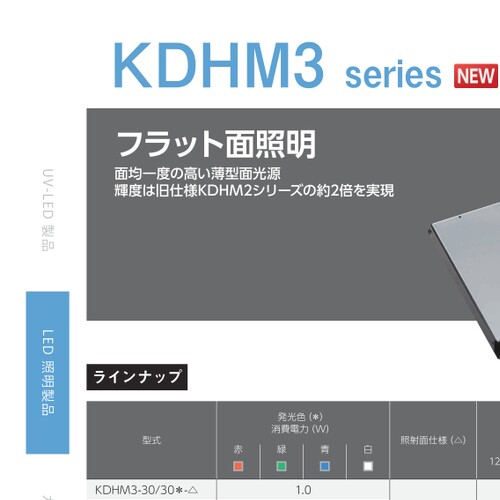 KDHM3 series NEW
フラット面照明
面均一度の高い薄型面光源
輝度は旧仕様KDHM2シリーズの約2倍を実現
UV-LED 製品
LED 照明製品
ラインナップ
型式
発光色 (＊)
消費電力 (W)
赤 緑 青 白
照射面仕様 (△)
12
KDHM3-30/30＊-△
1.0